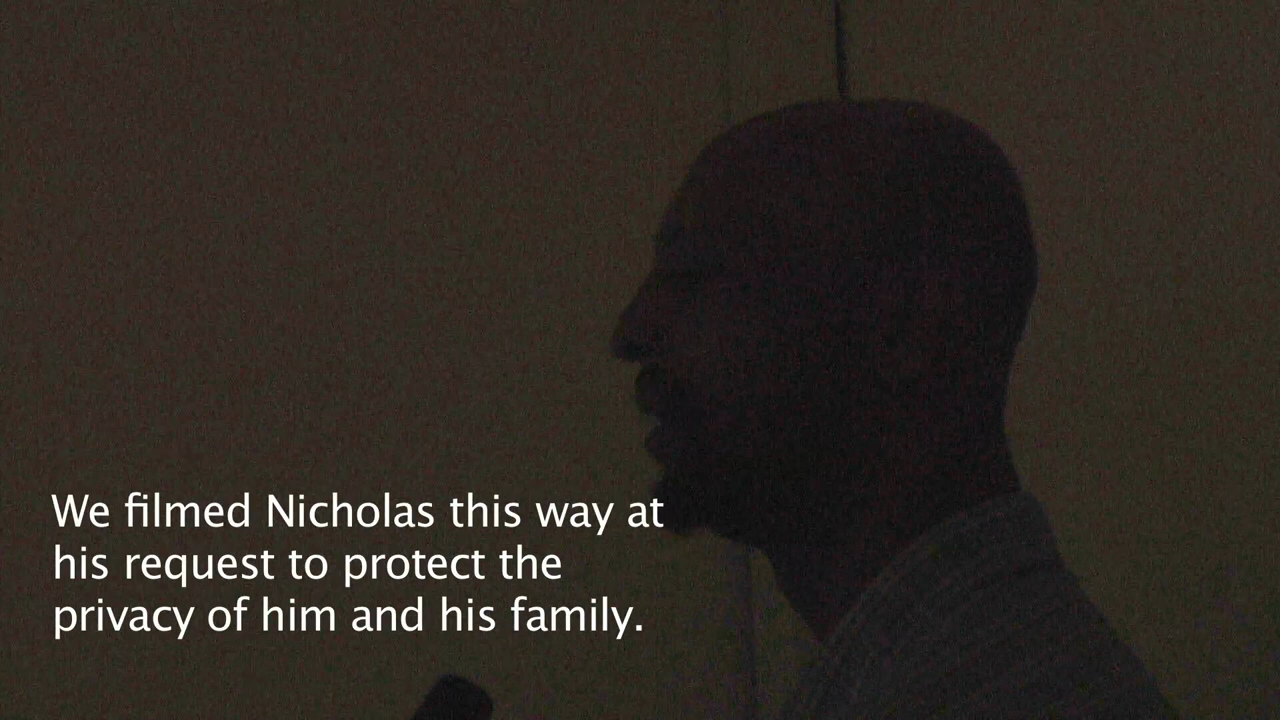 We filmed Nicholas this way at
his request to protect the
privacy of him and his family.